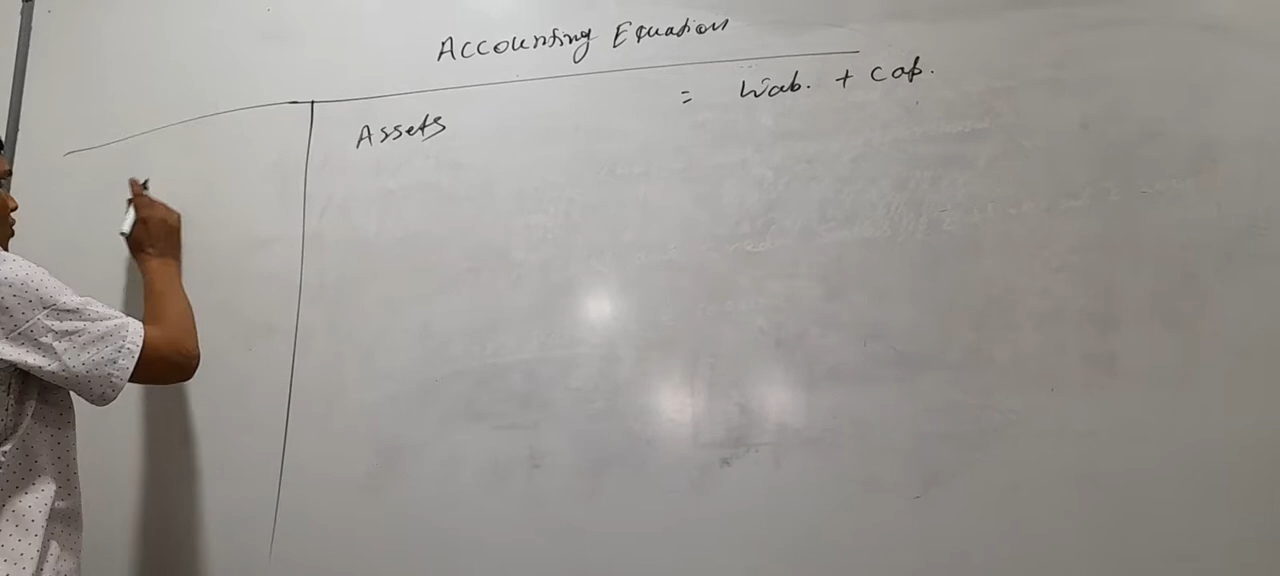 Accounting Equation
Assets = Liab. + Cap.